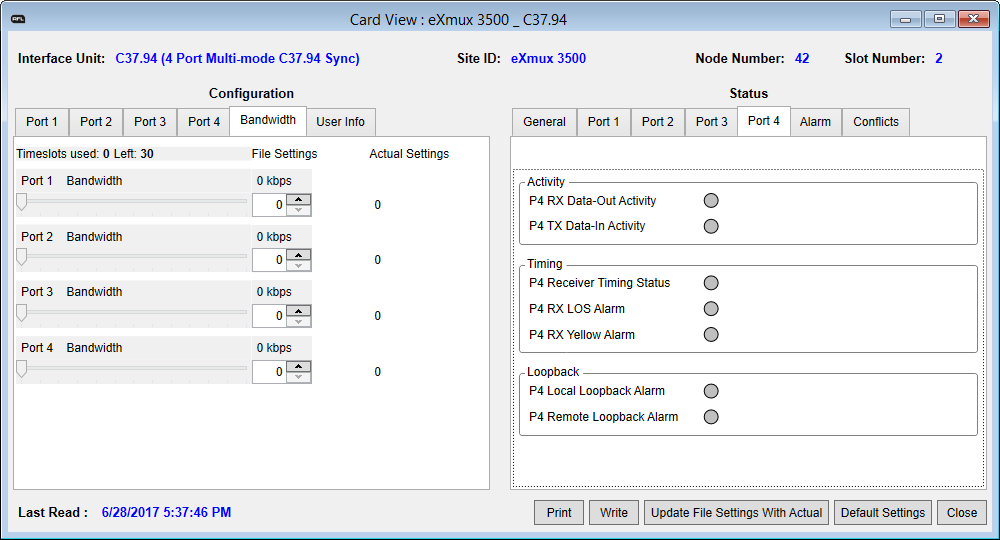 RFL
Card View : eXmux 3500 _ C37.94
Interface Unit: C37.94 (4 Port Multi-mode C37.94 Sync) Site ID: eXmux 3500 Node Number: 42 Slot Number: 2
Configuration
Port 1 Port 2 Port 3 Port 4 Bandwidth User Info
Timeslots used: 0 Left: 30 File Settings Actual Settings
Port 1 Bandwidth 0 kbps
0 0
Port 2 Bandwidth 0 kbps
0 0
Port 3 Bandwidth 0 kbps
0 0
Port 4 Bandwidth 0 kbps
0 0
Status
General Port 1 Port 2 Port 3 Port 4 Alarm Conflicts
Activity
P4 RX Data-Out Activity
P4 TX Data-In Activity
Timing
P4 Receiver Timing Status
P4 RX LOS Alarm
P4 RX Yellow Alarm
Loopback
P4 Local Loopback Alarm
P4 Remote Loopback Alarm
Last Read : 6/28/2017 5:37:46 PM Print Write Update File Settings With Actual Default Settings Close